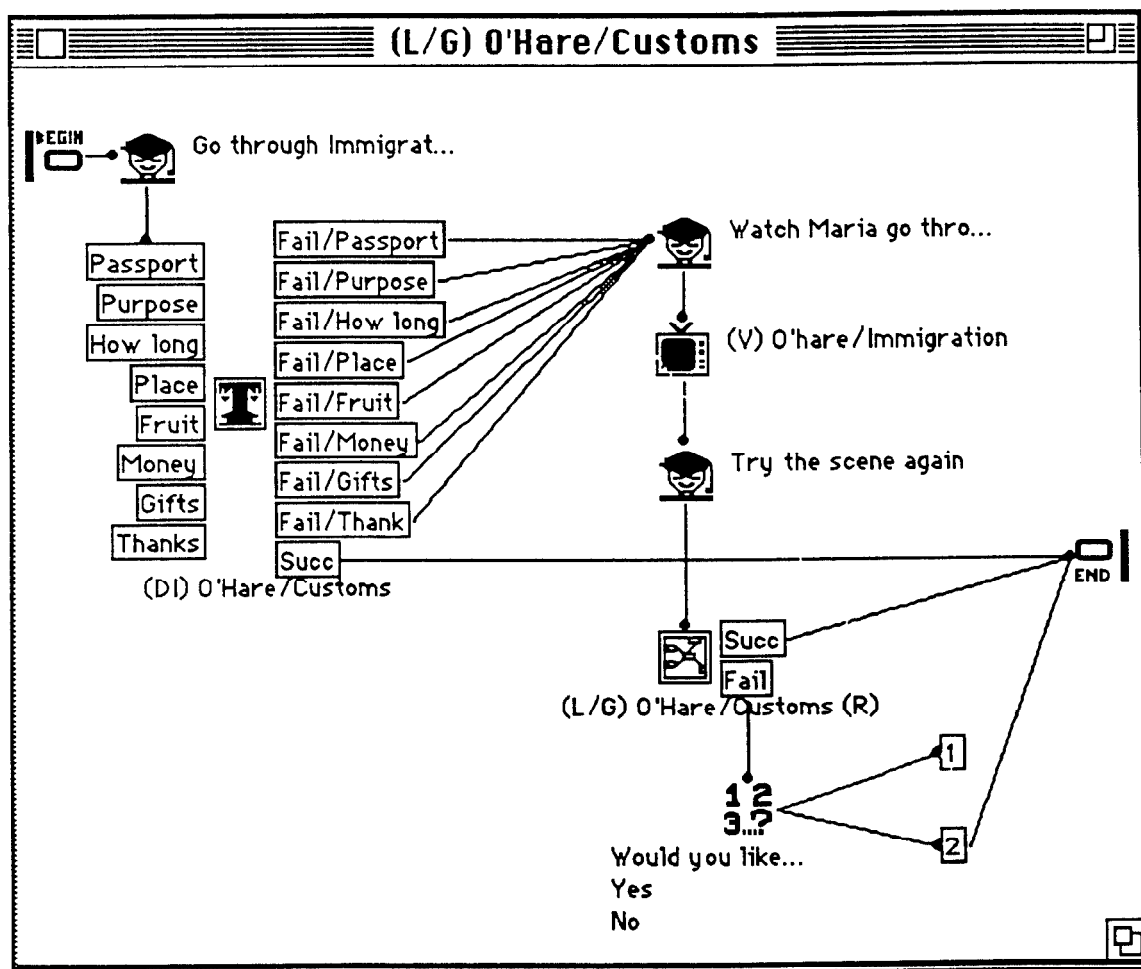 (L/G) O'Hare/Customs
BEGIN
Go through Immigrat...
Passport
Purpose
How long
Place
Fruit
Money
Gifts
Thanks
T
Fail/Passport
Fail/Purpose
Fail/How long
Fail/Place
Fail/Fruit
Fail/Money
Fail/Gifts
Fail/Thank
Succ
(DI) O'Hare/Customs
Watch Maria go thro...
(V) O'hare/Immigration
Try the scene again
END
Succ
Fail
(L/G) O'Hare/Customs (R)
1 2
3...?
1
2
Would you like...
Yes
No